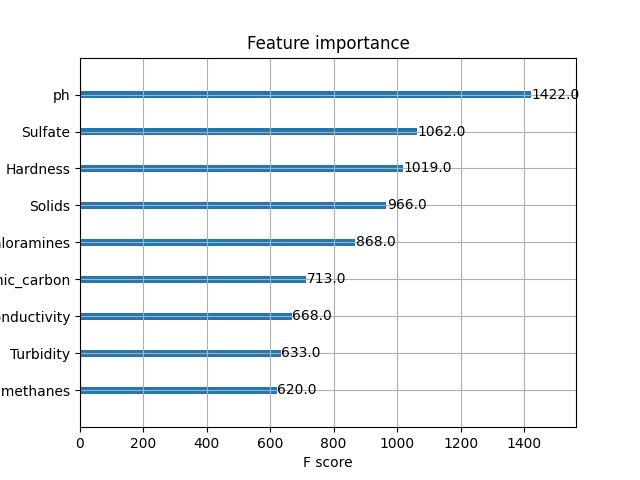 Feature importance
ph 1422.0
Sulfate 1062.0
Hardness 1019.0
Solids 966.0
loramines 868.0
nic_carbon 713.0
nductivity 668.0
Turbidity 633.0
methanes 620.0
0 200 400 600 800 1000 1200 1400
F score